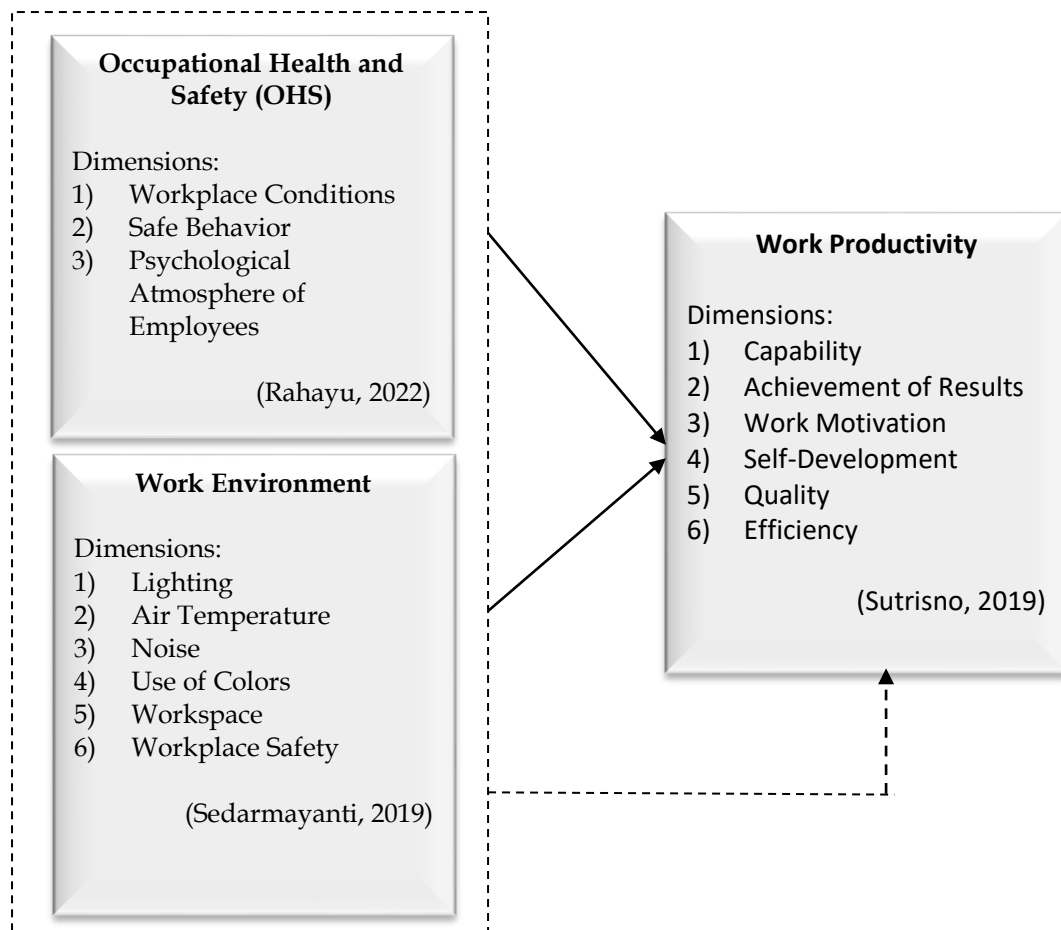 Occupational Health and
Safety (OHS)
Dimensions:
1) Workplace Conditions
2) Safe Behavior
3) Psychological
Atmosphere of
Employees
(Rahayu, 2022)
Work Environment
Dimensions:
1) Lighting
2) Air Temperature
3) Noise
4) Use of Colors
5) Workspace
6) Workplace Safety
(Sedarmayanti, 2019)
Work Productivity
Dimensions:
1) Capability
2) Achievement of Results
3) Work Motivation
4) Self-Development
5) Quality
6) Efficiency
(Sutrisno, 2019)